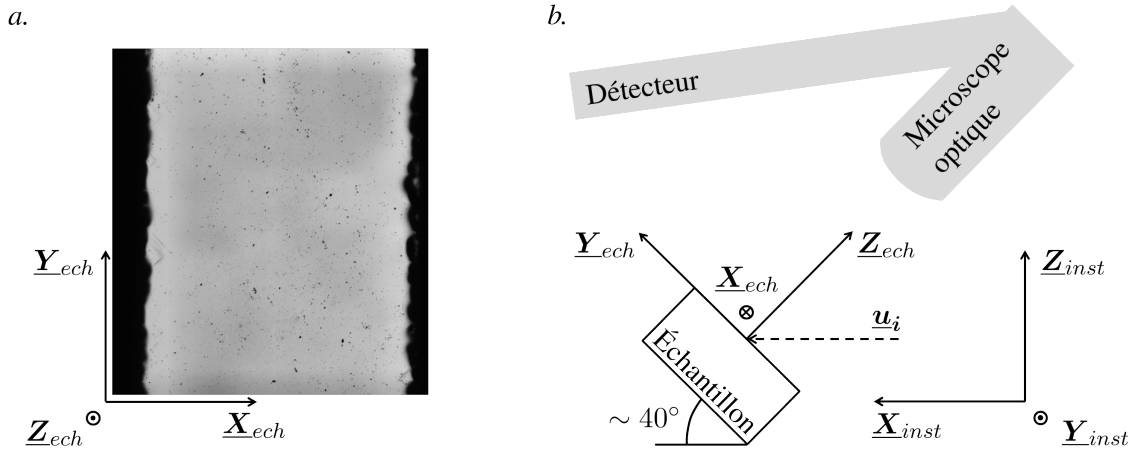 a.
Y_ech
Z_ech
X_ech
b.
Détecteur
Microscope
optique
Y_ech
Z_ech
X_ech
u_i
Échantillon
∼ 40°
Z_inst
X_inst
Y_inst